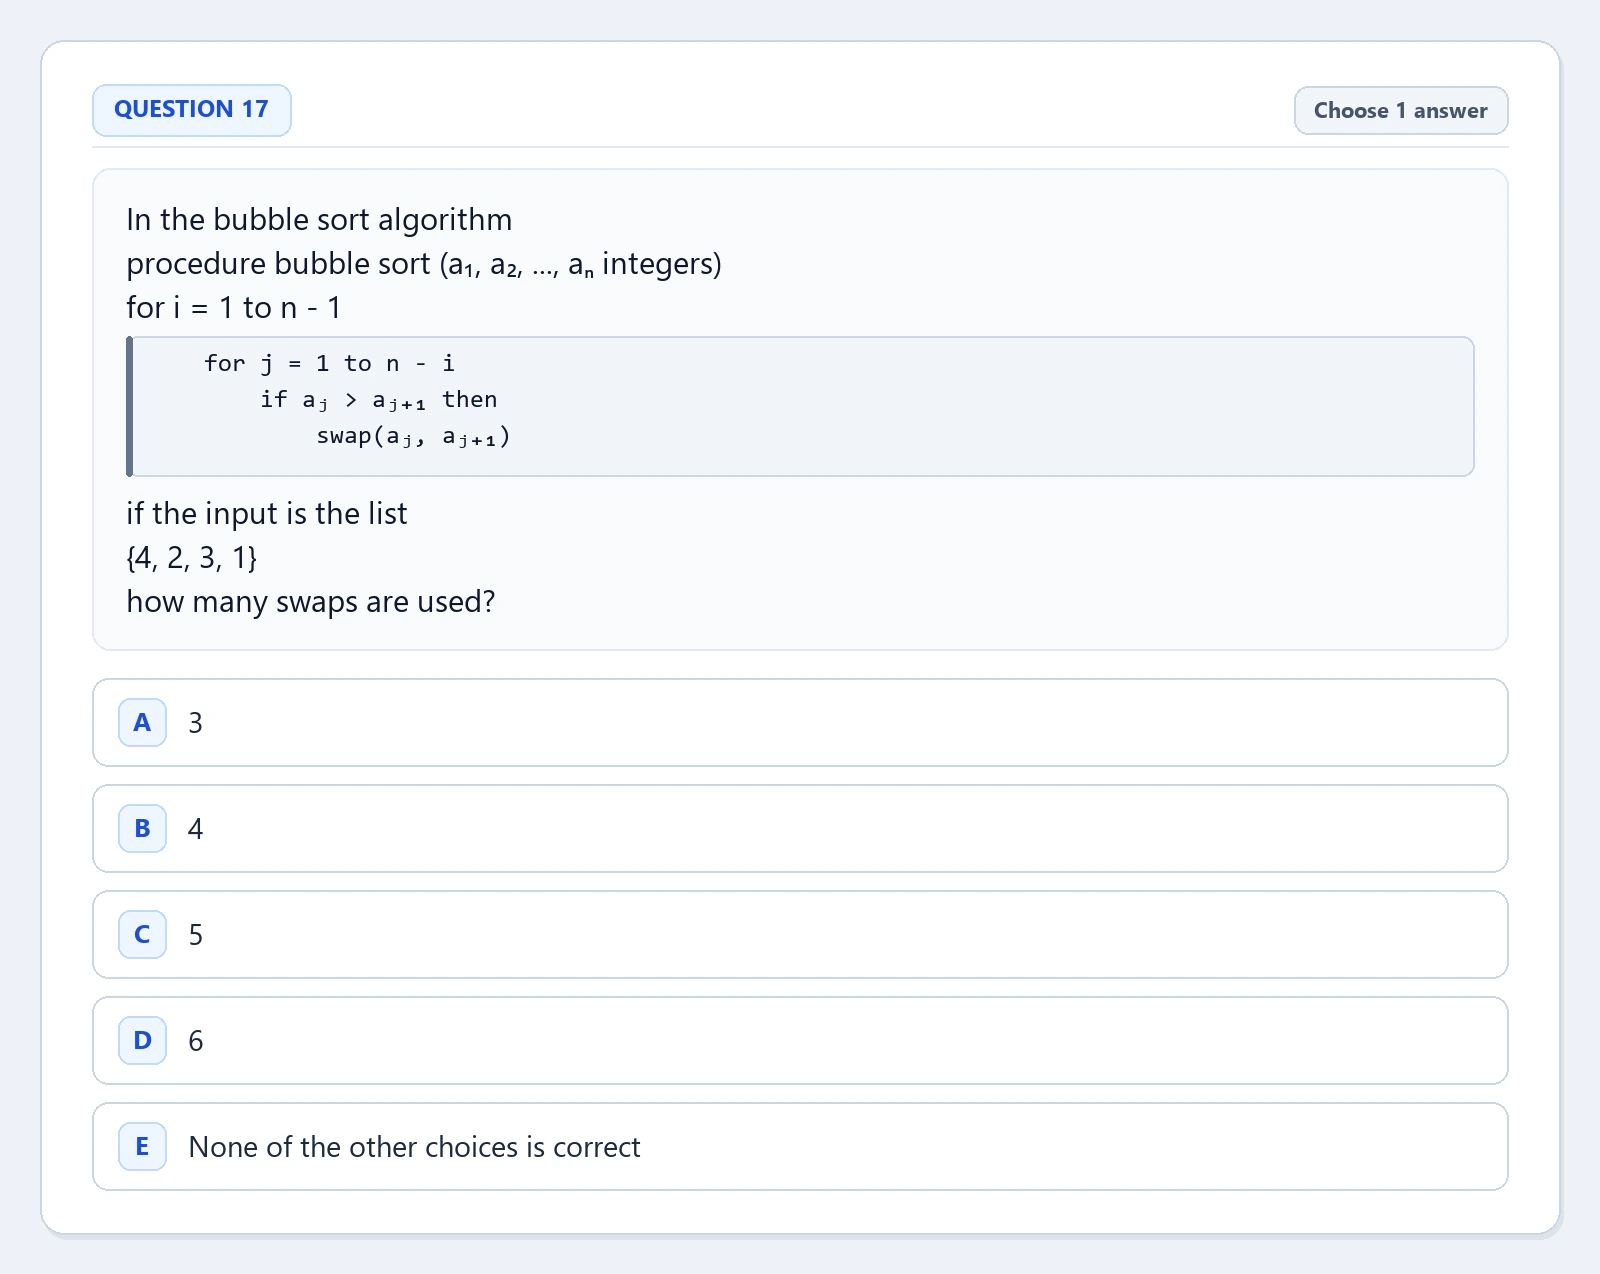 QUESTION 17
Choose 1 answer
In the bubble sort algorithm
procedure bubble sort (a₁, a₂, ..., aₙ integers)
for i = 1 to n - 1
for j = 1 to n - i
if aⱼ > aⱼ₊₁ then
swap(aⱼ, aⱼ₊₁)
if the input is the list
{4, 2, 3, 1}
how many swaps are used?
A 3
B 4
C 5
D 6
E None of the other choices is correct